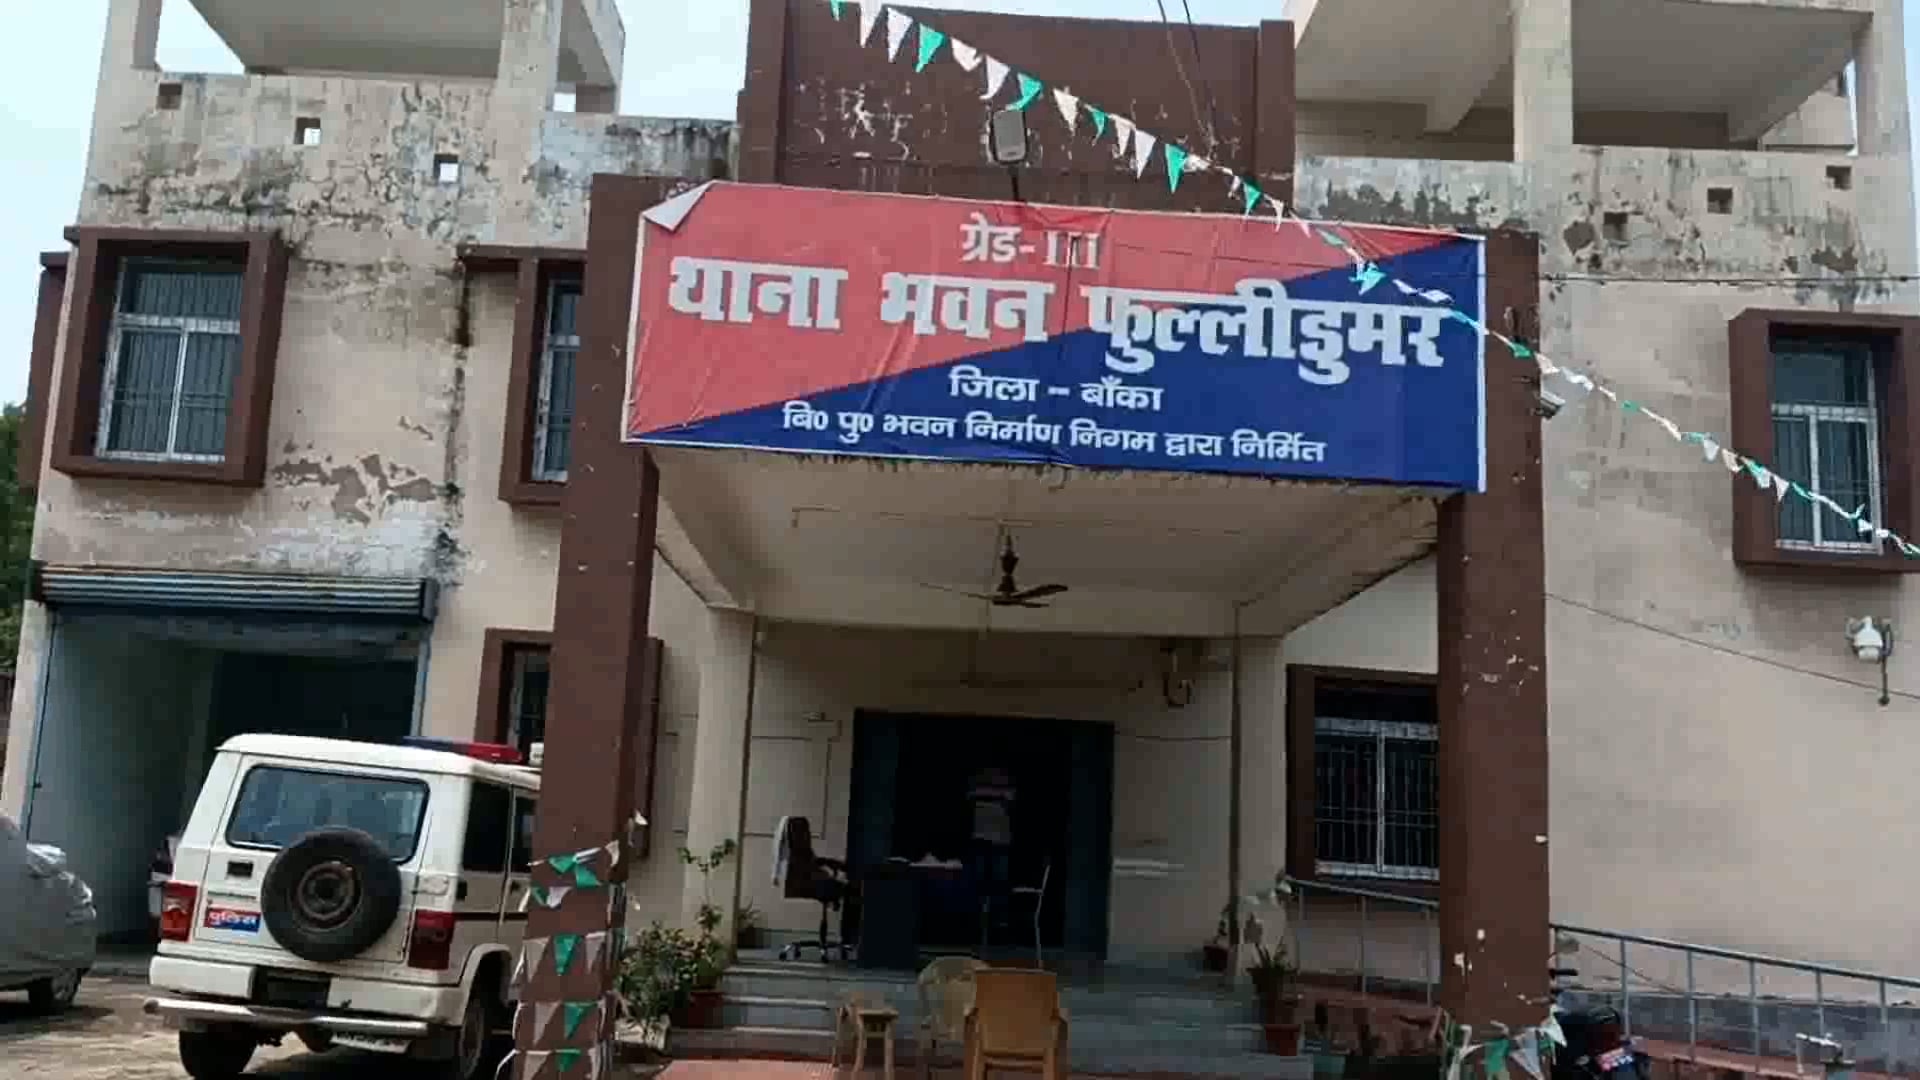 ग्रेड-III
थाना भवन फुल्लीडुमर
जिला - बाँका
बि० पु० भवन निर्माण निगम द्वारा निर्मित
पुलिस